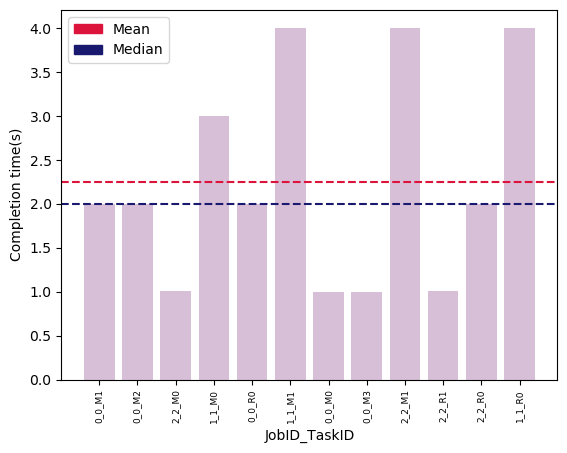 Mean
Median
Completion time(s)
4.0
3.5
3.0
2.5
2.0
1.5
1.0
0.5
0.0
0_0_M1
0_0_M2
2_2_M0
1_1_M0
0_0_R0
1_1_M1
0_0_M0
0_0_M3
2_2_M1
2_2_R1
2_2_R0
1_1_R0
JobID_TaskID